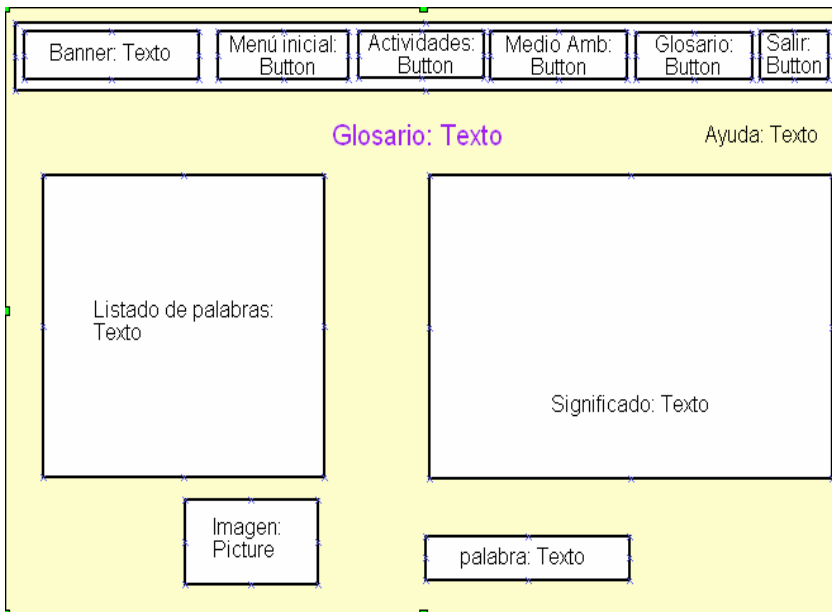 Banner: Texto
Menú inicial:
Button
Actividades:
Button
Medio Amb:
Button
Glosario:
Button
Salir:
Button
Glosario: Texto
Ayuda: Texto
Listado de palabras:
Texto
Significado: Texto
Imagen:
Picture
palabra: Texto